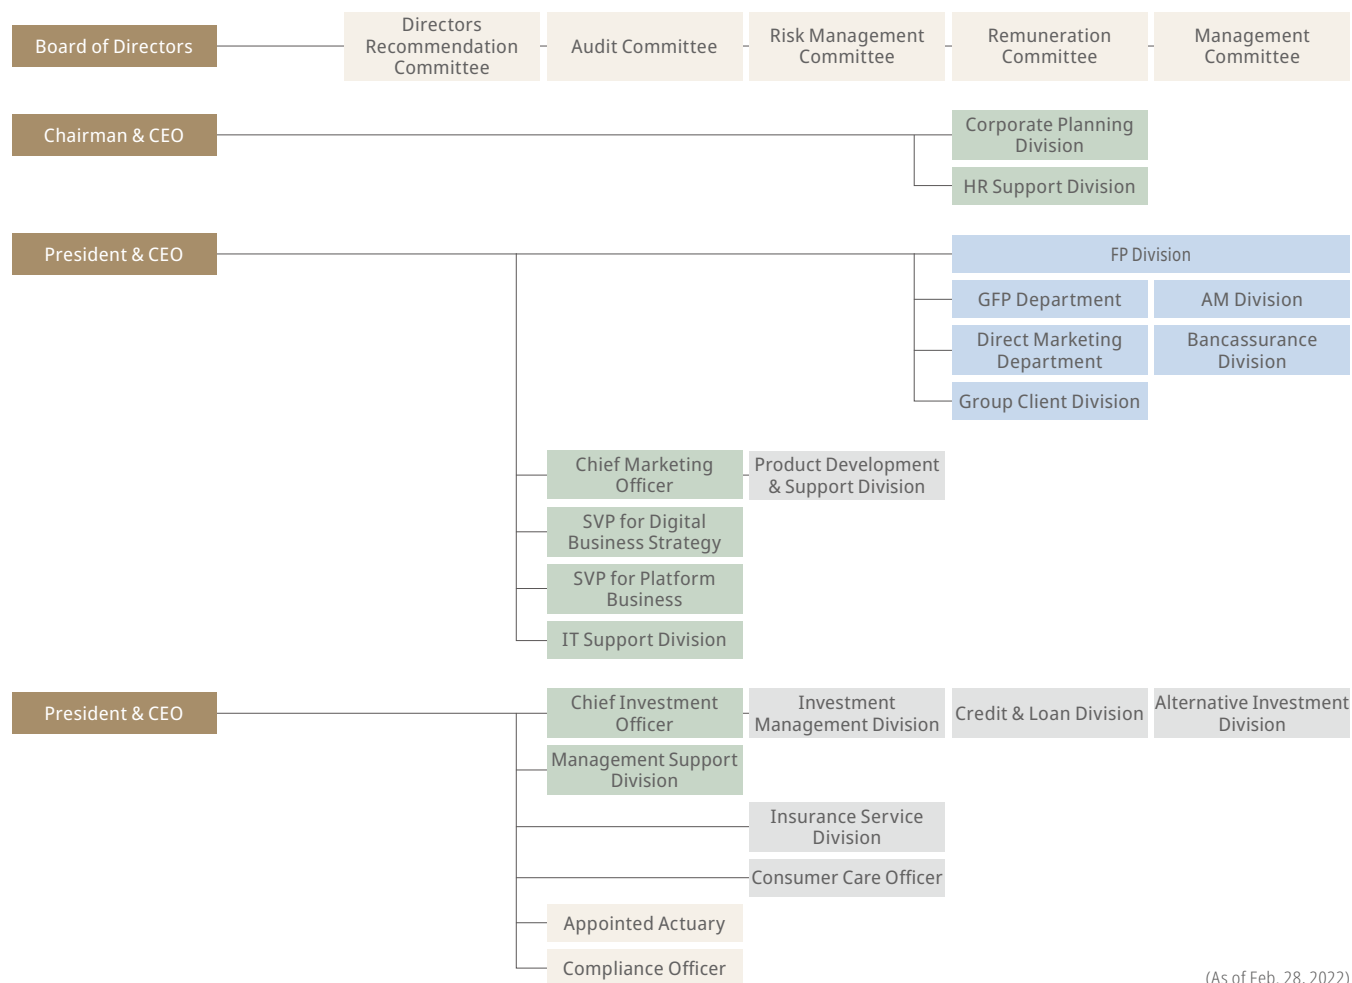 Board of Directors
Directors
Recommendation
Committee
Audit Committee
Risk Management
Committee
Remuneration
Committee
Management
Committee
Chairman & CEO
Corporate Planning
Division
HR Support Division
President & CEO
FP Division
GFP Department
AM Division
Direct Marketing
Department
Bancassurance
Division
Group Client Division
Chief Marketing
Officer
Product Development
& Support Division
SVP for Digital
Business Strategy
SVP for Platform
Business
IT Support Division
President & CEO
Chief Investment
Officer
Investment
Management Division
Credit & Loan Division
Alternative Investment
Division
Management Support
Division
Insurance Service
Division
Consumer Care Officer
Appointed Actuary
Compliance Officer
(As of Feb. 28, 2022)